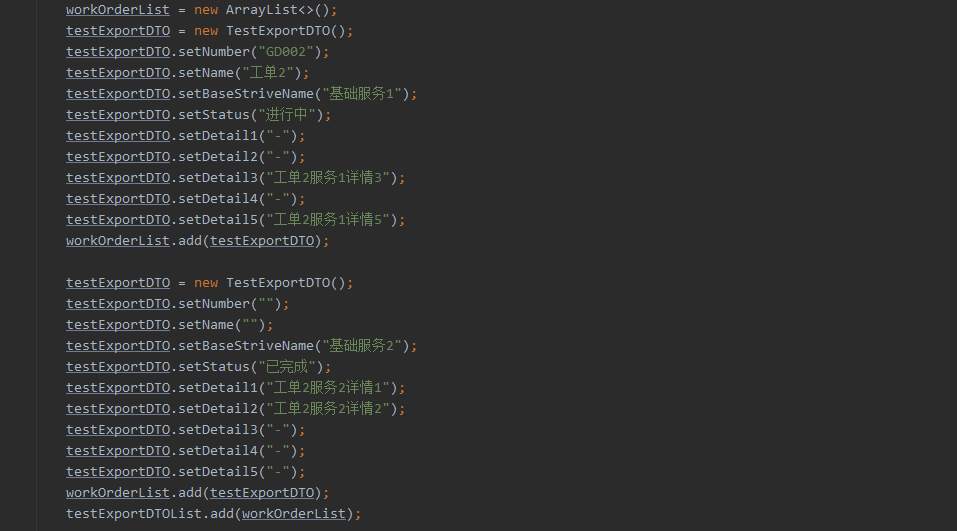 workOrderList = new ArrayList<>();
testExportDTO = new TestExportDTO();
testExportDTO.setNumber("GD002");
testExportDTO.setName("工单2");
testExportDTO.setBaseStriveName("基础服务1");
testExportDTO.setStatus("进行中");
testExportDTO.setDetail1("-");
testExportDTO.setDetail2("-");
testExportDTO.setDetail3("工单2服务1详情3");
testExportDTO.setDetail4("-");
testExportDTO.setDetail5("工单2服务1详情5");
workOrderList.add(testExportDTO);
testExportDTO = new TestExportDTO();
testExportDTO.setNumber("");
testExportDTO.setName("");
testExportDTO.setBaseStriveName("基础服务2");
testExportDTO.setStatus("已完成");
testExportDTO.setDetail1("工单2服务2详情1");
testExportDTO.setDetail2("工单2服务2详情2");
testExportDTO.setDetail3("-");
testExportDTO.setDetail4("-");
testExportDTO.setDetail5("-");
workOrderList.add(testExportDTO);
testExportDTOList.add(workOrderList);